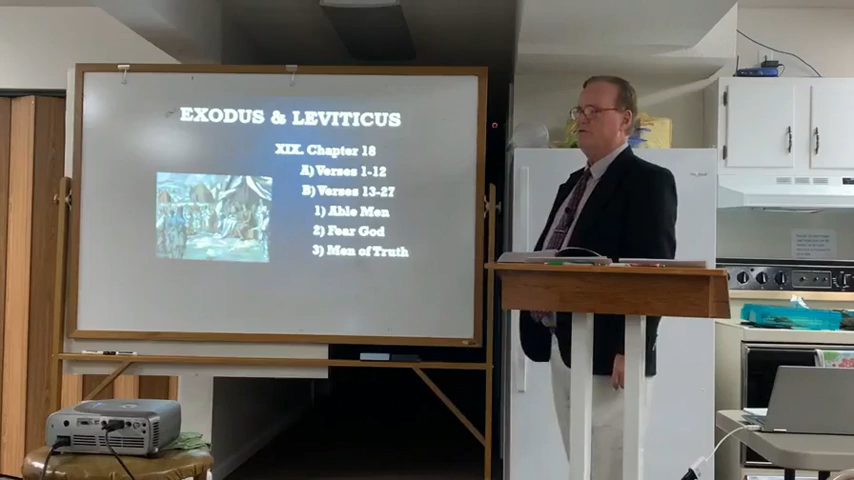 EXODUS & LEVITICUS
XIX. Chapter 18
A) Verses 1-12
B) Verses 13-27
1) Able Men
2) Fear God
3) Men of Truth